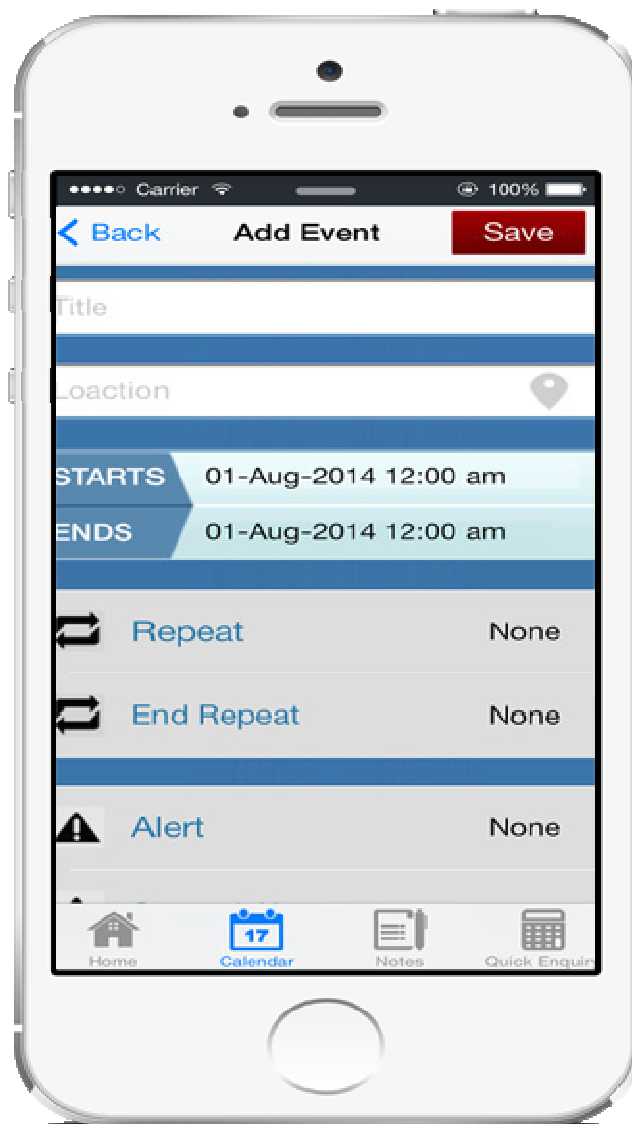 Carrier 100%
Back Add Event Save
Title
Loaction
STARTS 01-Aug-2014 12:00 am
ENDS 01-Aug-2014 12:00 am
Repeat None
End Repeat None
Alert None
17
Home Calendar Notes Quick Enquiry